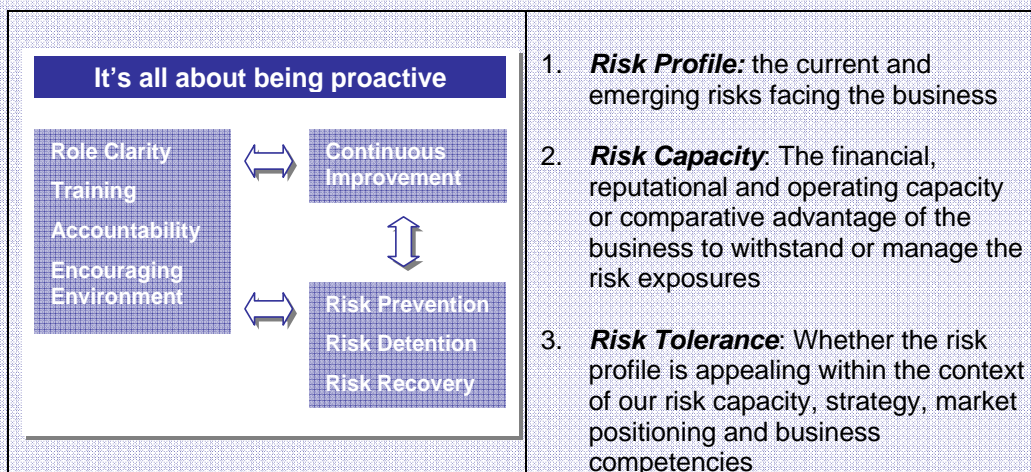 It's all about being proactive
Role Clarity
Training
Accountability
Encouraging
Environment
Continuous
Improvement
Risk Prevention
Risk Detention
Risk Recovery
1. Risk Profile: the current and
emerging risks facing the business
2. Risk Capacity: The financial,
reputational and operating capacity
or comparative advantage of the
business to withstand or manage the
risk exposures
3. Risk Tolerance: Whether the risk
profile is appealing within the context
of our risk capacity, strategy, market
positioning and business
competencies